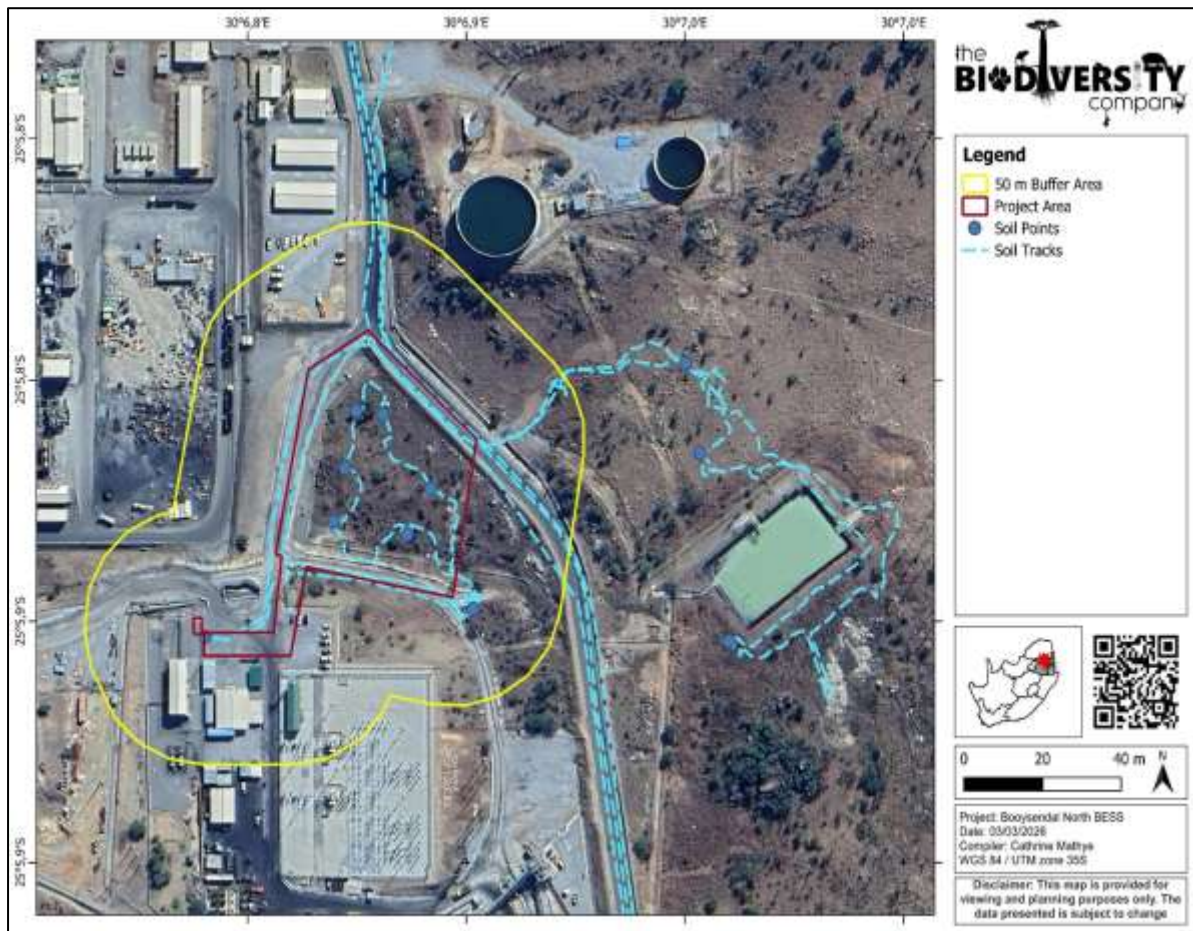 30°6,8'E 30°6,9'E 30°7,0'E 30°7,0'E
25°5,8'S
25°5,8'S
25°5,9'S
25°5,9'S
the
BIODIVERSITY
company
Legend
50 m Buffer Area
Project Area
Soil Points
Soil Tracks
0 20 40 m
N
Project: Booysendal North BESS
Date: 03/03/2026
Compiler: Cathrine Mathye
WGS 84 / UTM zone 35S
Disclaimer: This map is provided for
viewing and planning purposes only. The
data presented is subject to change